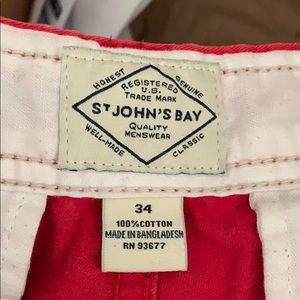 HONEST
GENUINE
REGISTERED
U.S.
TRADE MARK
ST JOHN'S BAY
QUALITY
MENSWEAR
WELL-MADE
CLASSIC
34
100%COTTON
MADE IN BANGLADESH
RN 93677